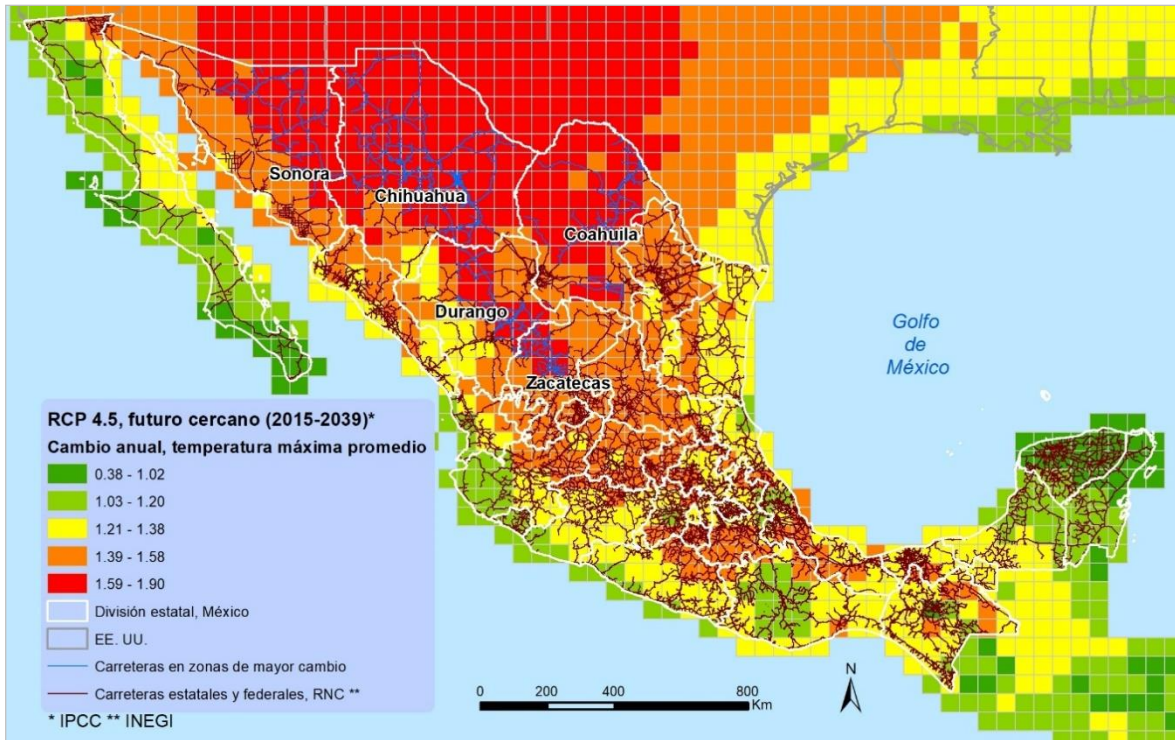 Sonora
Chihuahua
Coahuila
Durango
Zacatecas
Golfo
de
México
RCP 4.5, futuro cercano (2015-2039)*
Cambio anual, temperatura máxima promedio
0.38 - 1.02
1.03 - 1.20
1.21 - 1.38
1.39 - 1.58
1.59 - 1.90
División estatal, México
EE. UU.
Carreteras en zonas de mayor cambio
Carreteras estatales y federales, RNC **
* IPCC ** INEGI
N
0 200 400 800
Km